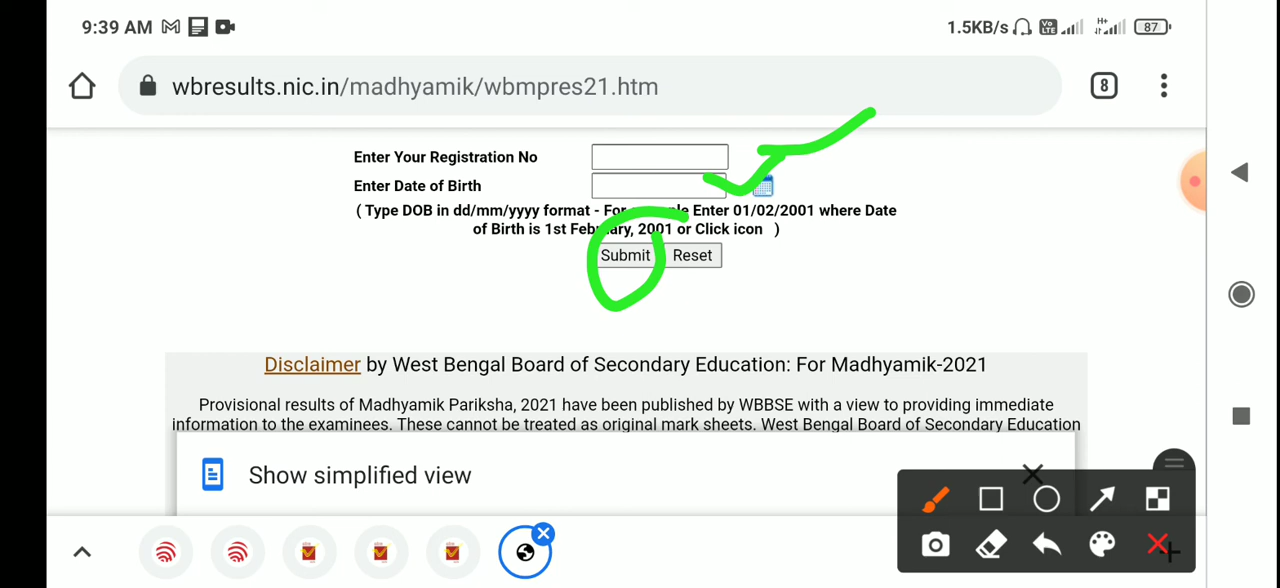 9:39 AM 1.5KB/s Vo LTE H+ 87
wbresults.nic.in/madhyamik/wbmpres21.htm 8
Enter Your Registration No
Enter Date of Birth
( Type DOB in dd/mm/yyyy format - For example Enter 01/02/2001 where Date
of Birth is 1st February, 2001 or Click icon )
Submit Reset
Disclaimer by West Bengal Board of Secondary Education: For Madhyamik-2021
Provisional results of Madhyamik Pariksha, 2021 have been published by WBBSE with a view to providing immediate
information to the examinees. These cannot be treated as original mark sheets. West Bengal Board of Secondary Education
Show simplified view